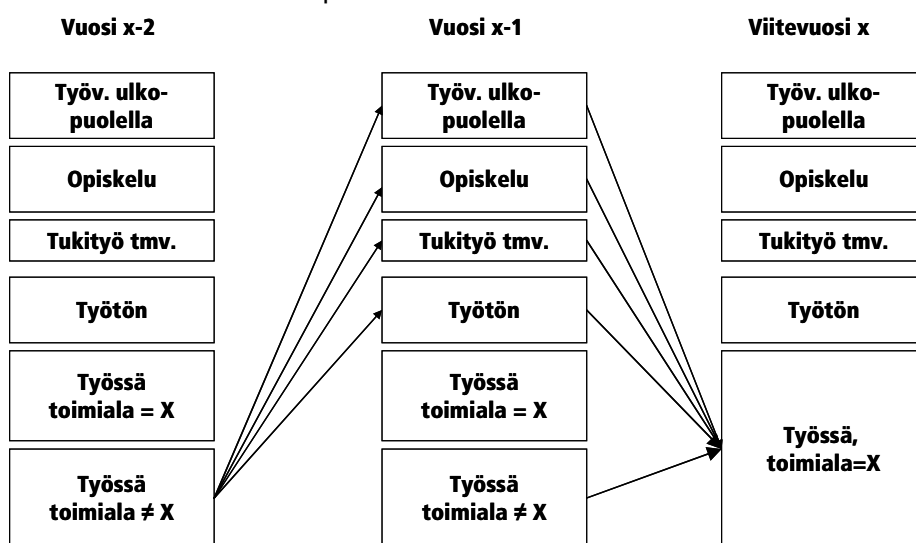 Vuosi x-2
Vuosi x-1
Viitevuosi x
Työv. ulko-
puolella
Opiskelu
Tukityö tmv.
Työtön
Työssä
toimiala = X
Työssä
toimiala ≠ X
Työv. ulko-
puolella
Opiskelu
Tukityö tmv.
Työtön
Työssä
toimiala = X
Työssä
toimiala ≠ X
Työv. ulko-
puolella
Opiskelu
Tukityö tmv.
Työtön
Työssä,
toimiala=X